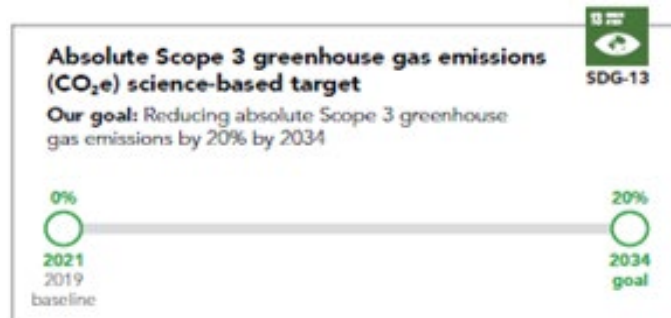 13
SDG-13
Absolute Scope 3 greenhouse gas emissions
(CO₂e) science-based target
Our goal: Reducing absolute Scope 3 greenhouse
gas emissions by 20% by 2034
0%
20%
2021
2034
2019
goal
baseline